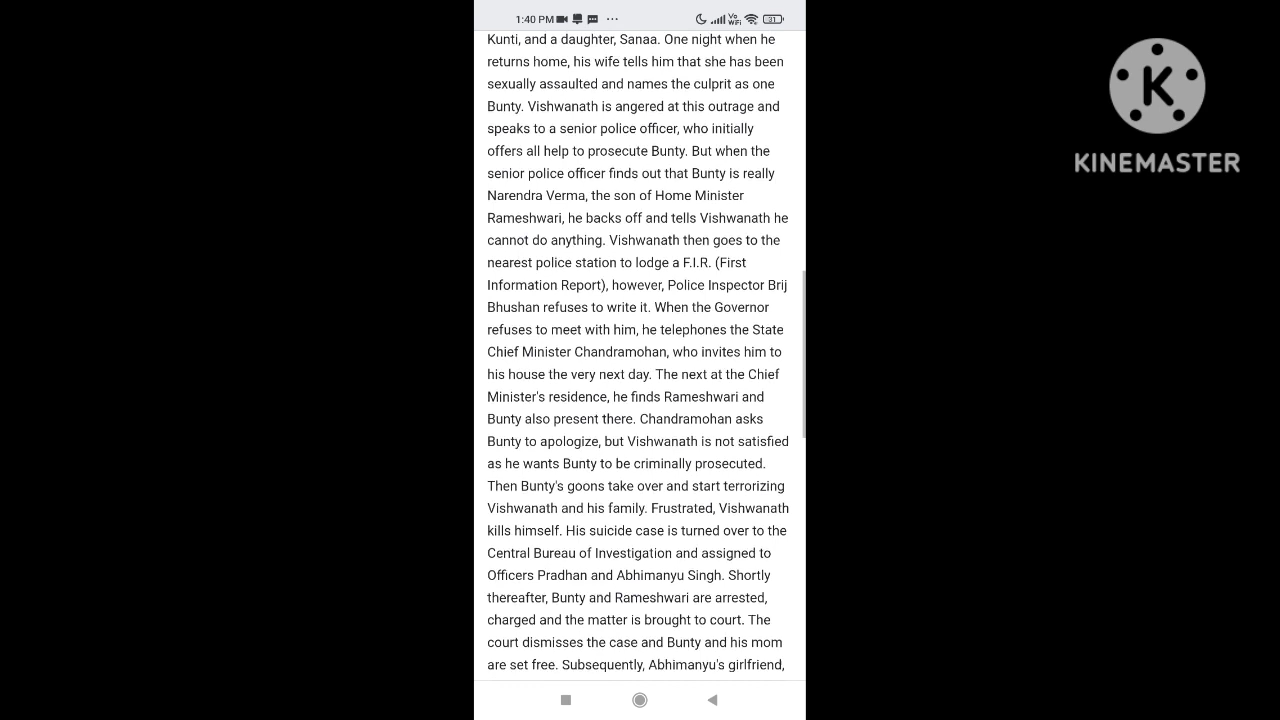 1:40 PM
Vo WiFi 31
Kunti, and a daughter, Sanaa. One night when he
returns home, his wife tells him that she has been
sexually assaulted and names the culprit as one
Bunty. Vishwanath is angered at this outrage and
speaks to a senior police officer, who initially
offers all help to prosecute Bunty. But when the
senior police officer finds out that Bunty is really
Narendra Verma, the son of Home Minister
Rameshwari, he backs off and tells Vishwanath he
cannot do anything. Vishwanath then goes to the
nearest police station to lodge a F.I.R. (First
Information Report), however, Police Inspector Brij
Bhushan refuses to write it. When the Governor
refuses to meet with him, he telephones the State
Chief Minister Chandramohan, who invites him to
his house the very next day. The next at the Chief
Minister's residence, he finds Rameshwari and
Bunty also present there. Chandramohan asks
Bunty to apologize, but Vishwanath is not satisfied
as he wants Bunty to be criminally prosecuted.
Then Bunty's goons take over and start terrorizing
Vishwanath and his family. Frustrated, Vishwanath
kills himself. His suicide case is turned over to the
Central Bureau of Investigation and assigned to
Officers Pradhan and Abhimanyu Singh. Shortly
thereafter, Bunty and Rameshwari are arrested,
charged and the matter is brought to court. The
court dismisses the case and Bunty and his mom
are set free. Subsequently, Abhimanyu's girlfriend,
K
KINEMASTER